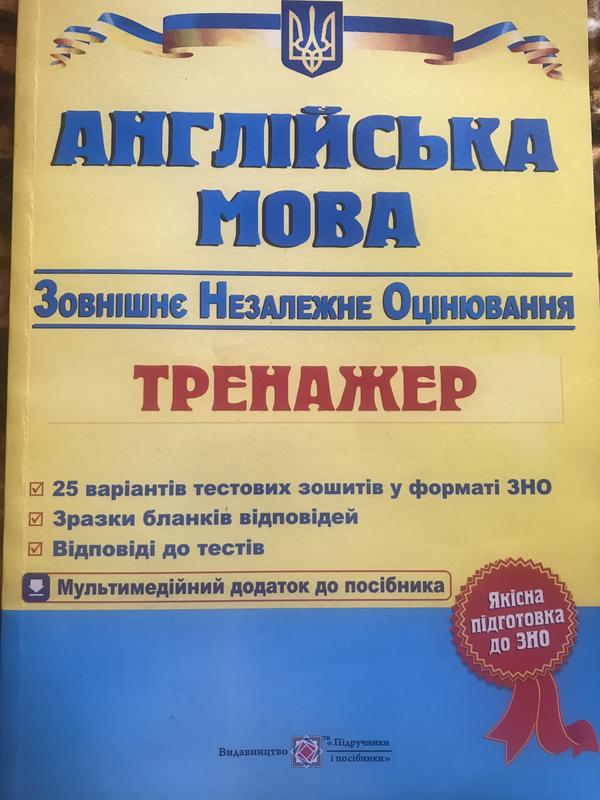 АНГЛІЙСЬКА
МОВА
ЗОВНІШНЄ НЕЗАЛЕЖНЕ ОЦІНЮВАННЯ
ТРЕНАЖЕР
25 варіантів тестових зошитів у форматі ЗНО
Зразки бланків відповідей
Відповіді до тестів
Мультимедійний додаток до посібника
Якісна
підготовка
до ЗНО
Видавництво ТМ «Підручники
і посібники»